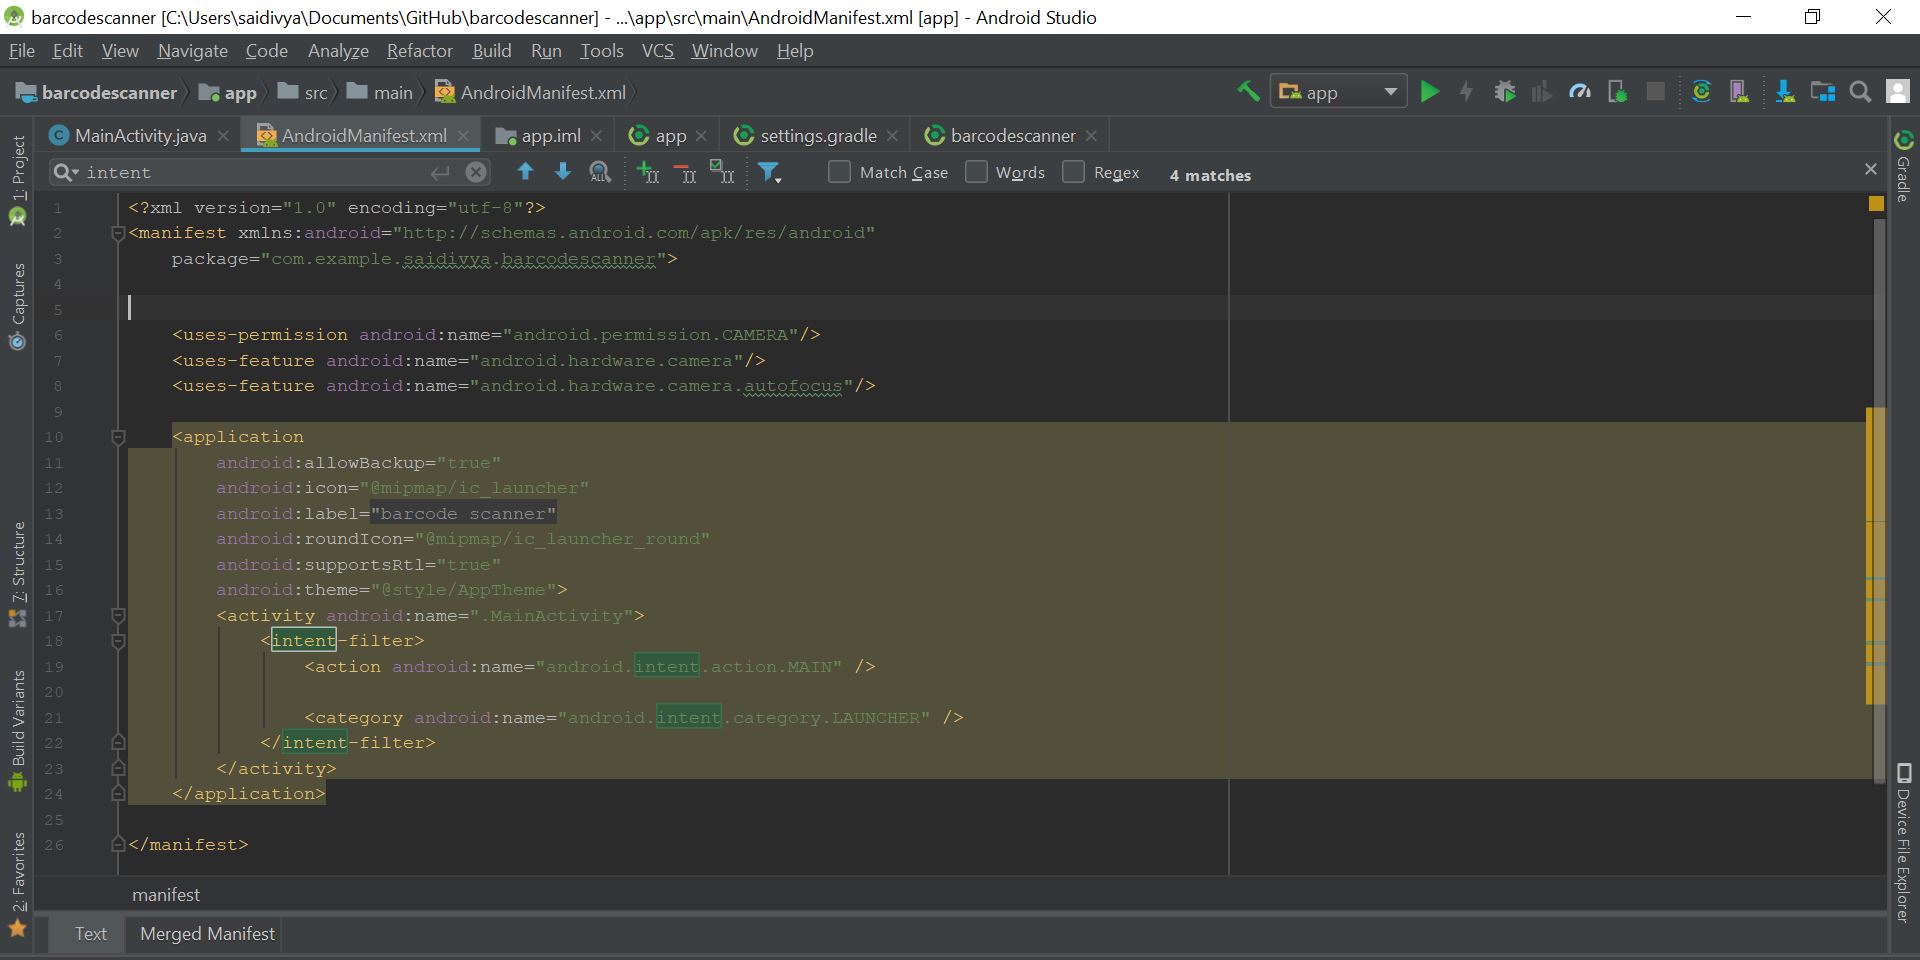 barcodescanner [C:\Users\saidivya\Documents\GitHub\barcodescanner] - ...\app\src\main\AndroidManifest.xml [app] - Android Studio
File Edit View Navigate Code Analyze Refactor Build Run Tools VCS Window Help
barcodescanner app src main AndroidManifest.xml app
MainActivity.java AndroidManifest.xml app.iml app settings.gradle barcodescanner
intent ALL Match Case Words Regex 4 matches
1: Project
Captures
7: Structure
Build Variants
2: Favorites
1 <?xml version="1.0" encoding="utf-8"?>
2 <manifest xmlns:android="http://schemas.android.com/apk/res/android"
3 package="com.example.saidivya.barcodescanner">
4
5
6 <uses-permission android:name="android.permission.CAMERA"/>
7 <uses-feature android:name="android.hardware.camera"/>
8 <uses-feature android:name="android.hardware.camera.autofocus"/>
9
10 <application
11 android:allowBackup="true"
12 android:icon="@mipmap/ic_launcher"
13 android:label="barcode scanner"
14 android:roundIcon="@mipmap/ic_launcher_round"
15 android:supportsRtl="true"
16 android:theme="@style/AppTheme">
17 <activity android:name=".MainActivity">
18 <intent-filter>
19 <action android:name="android.intent.action.MAIN" />
20
21 <category android:name="android.intent.category.LAUNCHER" />
22 </intent-filter>
23 </activity>
24 </application>
25
26 </manifest>
manifest
Text Merged Manifest
Gradle
Device File Explorer